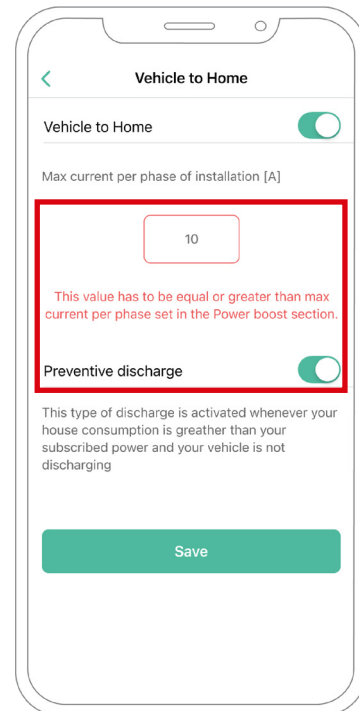 Vehicle to Home
Vehicle to Home
Max current per phase of installation [A]
10
This value has to be equal or greater than max
current per phase set in the Power boost section.
Preventive discharge
This type of discharge is activated whenever your
house consumption is greather than your
subscribed power and your vehicle is not
discharging
Save